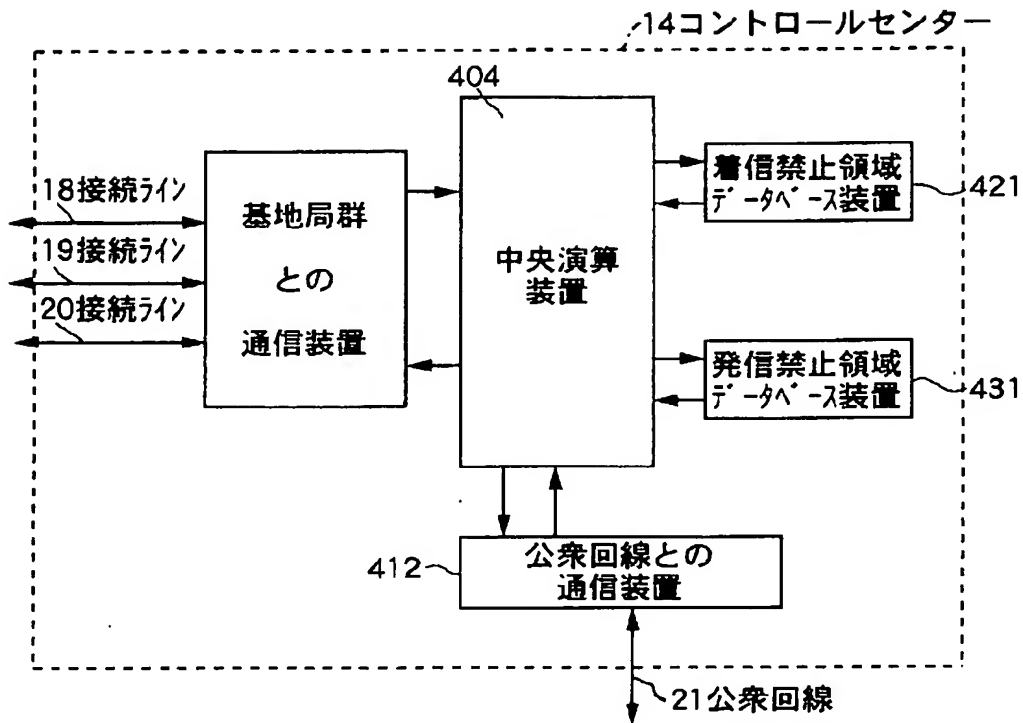 14コントロールセンター
404
18接続ライン
19接続ライン
20接続ライン
基地局群
との
通信装置
中央演算
装置
着信禁止領域
データベース装置
421
発信禁止領域
データベース装置
431
412
公衆回線との
通信装置
21公衆回線